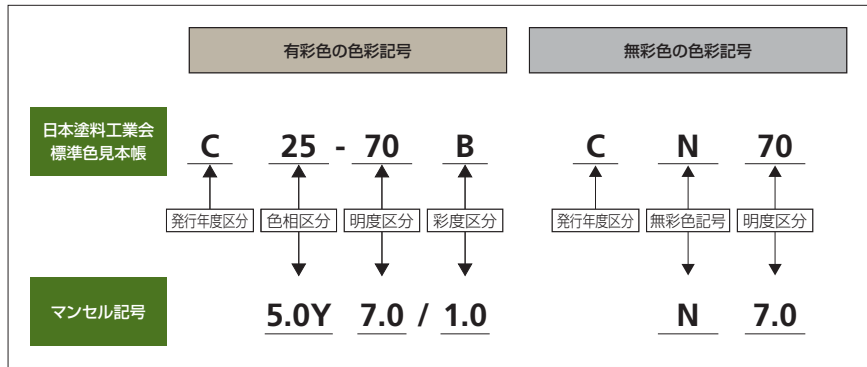 有彩色の色彩記号
無彩色の色彩記号
日本塗料工業会
標準色見本帳
C 25 - 70 B
C N 70
発行年度区分 色相区分 明度区分 彩度区分
発行年度区分 無彩色記号 明度区分
マンセル記号
5.0Y 7.0 / 1.0
N 7.0